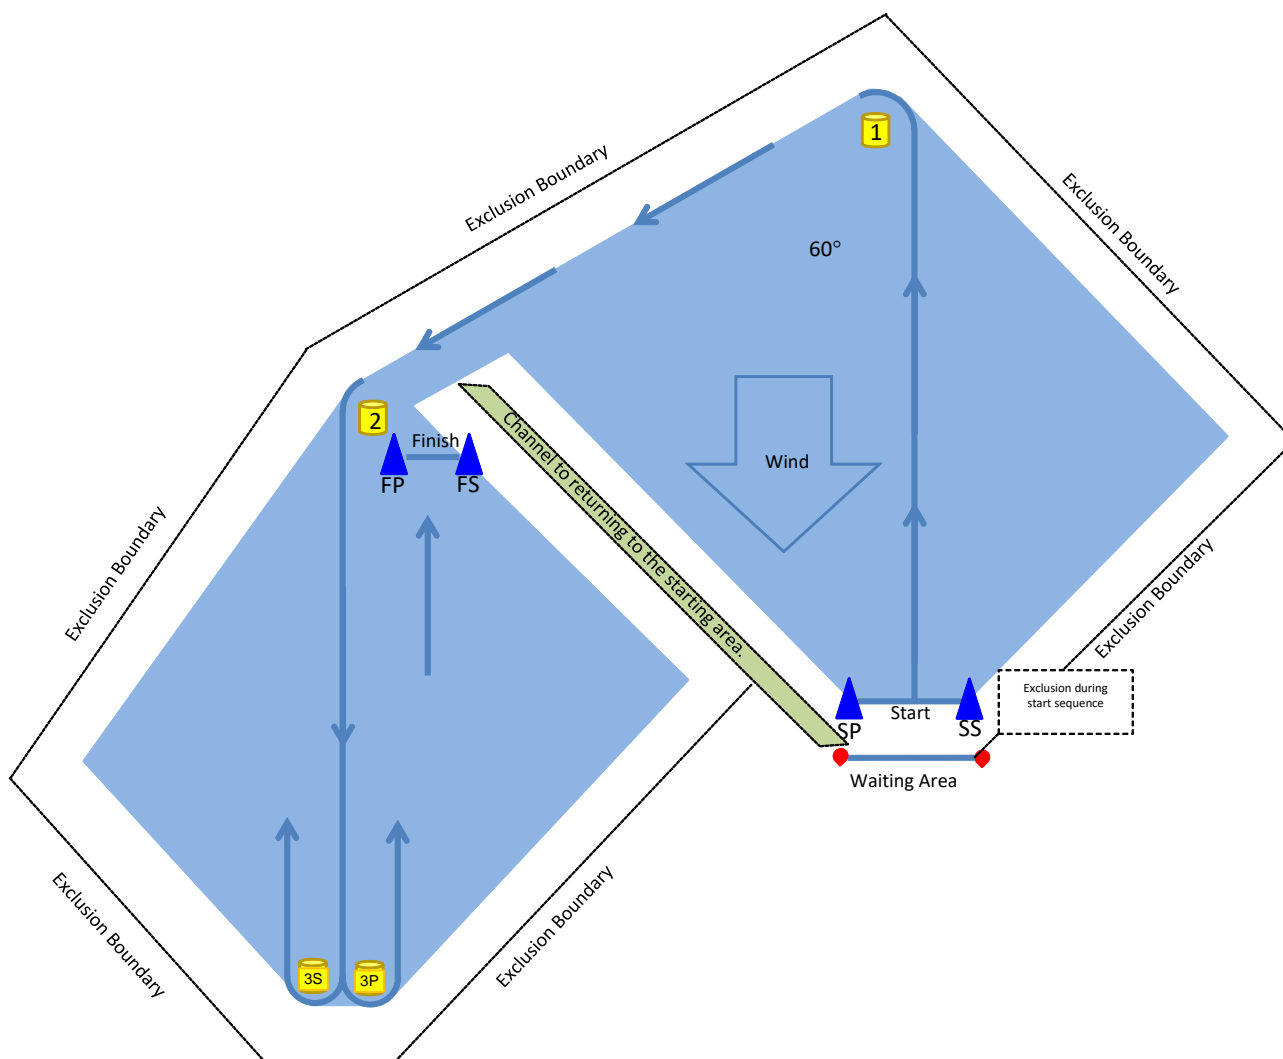 1
Exclusion Boundary
Exclusion Boundary
60°
2
Finish
FP
FS
Channel to returning to the starting area.
Wind
Exclusion Boundary
Exclusion Boundary
Exclusion during
start sequence
SP
Start
SS
Waiting Area
Exclusion Boundary
Exclusion Boundary
3S
3P